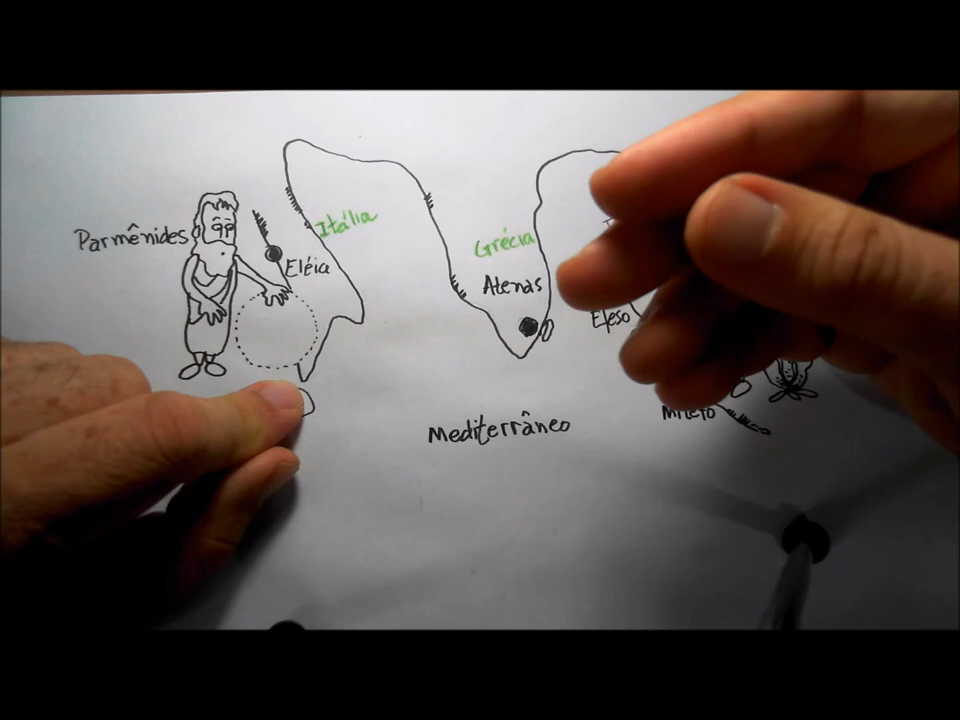 Parmênides
Itália
Eléia
Grécia
Atenas
Éfeso
Mediterrâneo
Mileto